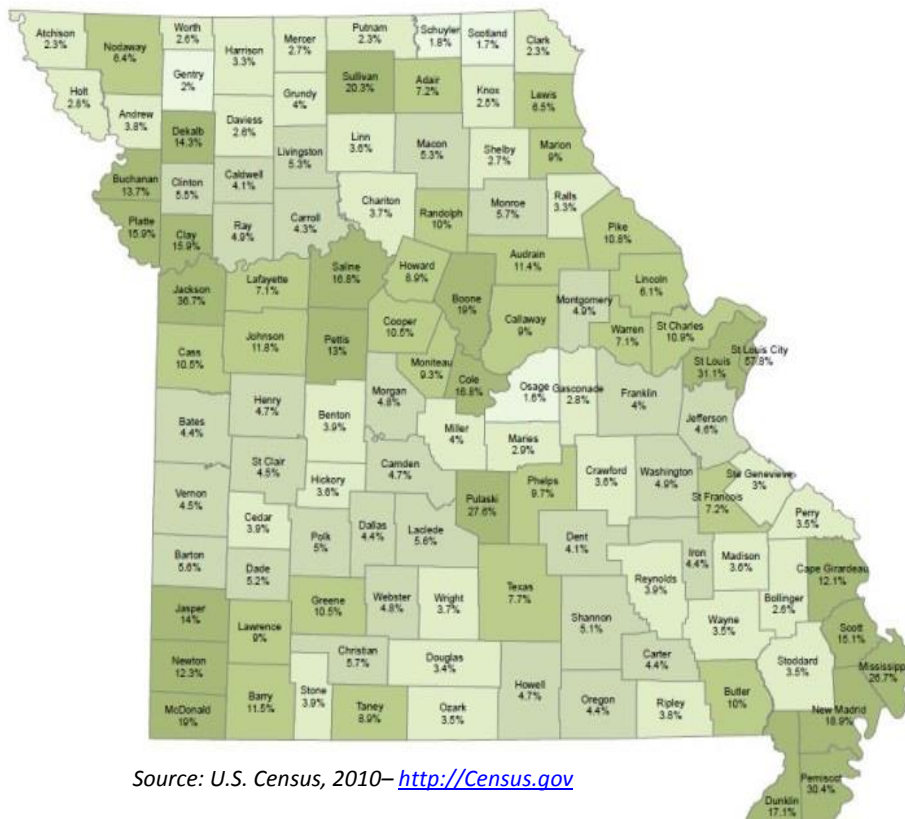 Atchison
2.3%
Nodaway
6.4%
Worth
2.6%
Harrison
3.3%
Mercer
2.7%
Putnam
2.3%
Schuyler
1.8%
Scotland
1.7%
Clark
2.3%
Gentry
2%
Sullivan
20.3%
Adair
7.2%
Knox
2.6%
Lewis
6.5%
Holt
2.8%
Andrew
3.8%
Grundy
4%
Dekalb
14.3%
Daviess
2.6%
Livingston
5.3%
Linn
3.6%
Macon
5.3%
Shelby
2.7%
Marion
9%
Buchanan
13.7%
Clinton
5.5%
Caldwell
4.1%
Chariton
3.7%
Randolph
10%
Monroe
5.7%
Ralls
3.3%
Platte
15.9%
Clay
15.9%
Ray
4.9%
Carroll
4.3%
Pike
10.8%
Audrain
11.4%
Jackson
36.7%
Lafayette
7.1%
Saline
16.8%
Howard
8.9%
Boone
19%
Callaway
9%
Montgomery
4.9%
Lincoln
6.1%
Warren
7.1%
St Charles
10.9%
St Louis City
57.8%
St Louis
31.1%
Cass
10.5%
Johnson
11.8%
Pettis
13%
Cooper
10.5%
Moniteau
9.3%
Cole
16.8%
Osage
1.6%
Gasconade
2.8%
Franklin
4%
Jefferson
4.6%
Bates
4.4%
Henry
4.7%
Benton
3.9%
Morgan
4.8%
Miller
4%
Maries
2.9%
St Clair
4.5%
Hickory
3.6%
Camden
4.7%
Pulaski
27.6%
Phelps
9.7%
Crawford
3.6%
Washington
4.9%
Ste Genevieve
3%
St Francois
7.2%
Perry
3.5%
Vernon
4.5%
Cedar
3.9%
Polk
5%
Dallas
4.4%
Laclede
5.6%
Dent
4.1%
Iron
4.4%
Madison
3.6%
Cape Girardeau
12.1%
Barton
5.6%
Dade
5.2%
Texas
7.7%
Reynolds
3.9%
Bollinger
2.6%
Jasper
14%
Lawrence
9%
Greene
10.5%
Webster
4.8%
Wright
3.7%
Shannon
5.1%
Wayne
3.5%
Scott
15.1%
Mississipp
26.7%
Newton
12.3%
Christian
5.7%
Douglas
3.4%
Howell
4.7%
Carter
4.4%
Stoddard
3.5%
McDonald
19%
Barry
11.5%
Stone
3.9%
Taney
8.9%
Ozark
3.5%
Oregon
4.4%
Ripley
3.8%
Butler
10%
New Madrid
18.9%
Pemiscot
30.4%
Dunklin
17.1%
Source: U.S. Census, 2010– http://Census.gov